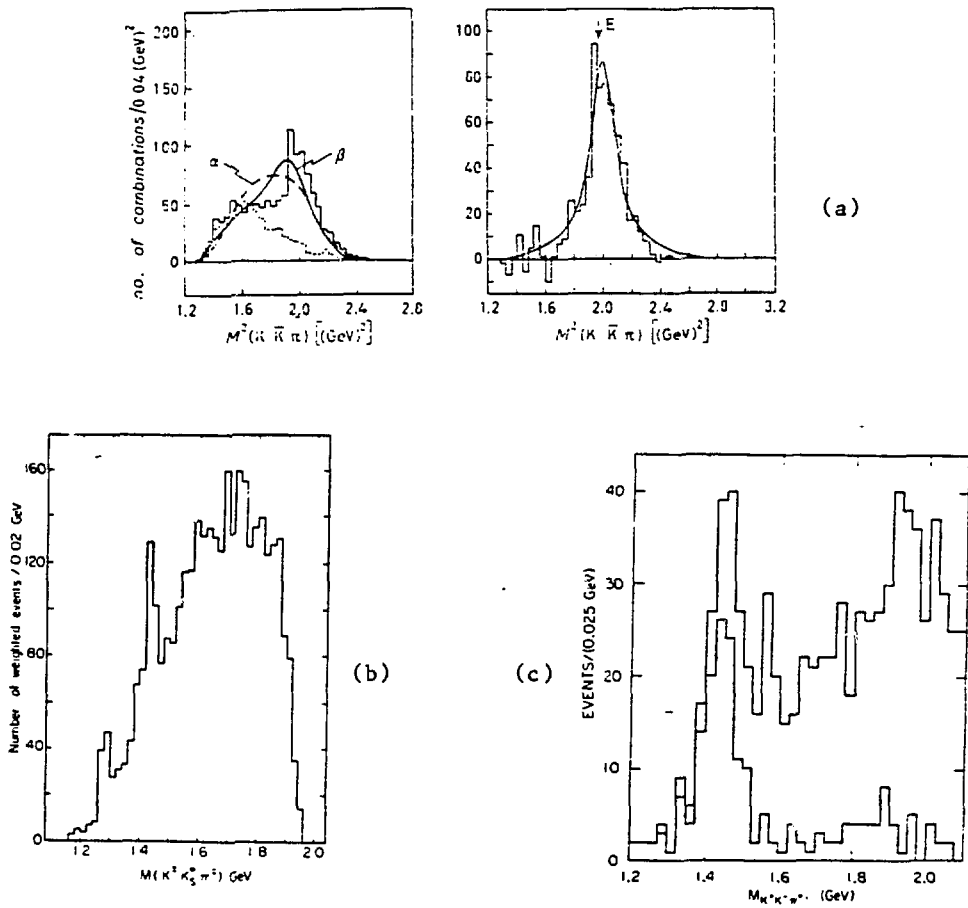 no. of combinations/0.04 (GeV)²
200
150
100
50
0
α
β
1.2 1.6 2.0 2.4 2.8
M² (K K̄ π) [(GeV)²]
100
80
60
40
20
0
E
1.2 1.6 2.0 2.4 2.8 3.2
M² (K K̄ π) [(GeV)²]
(a)
Number of weighted events / 0.02 GeV
160
120
80
40
0
1.2 1.4 1.6 1.8 2.0
M (K± K°s π±) GeV
(b)
(c)
EVENTS/(0.025 GeV)
40
30
20
10
0
1.2 1.4 1.6 1.8 2.0
(GeV)